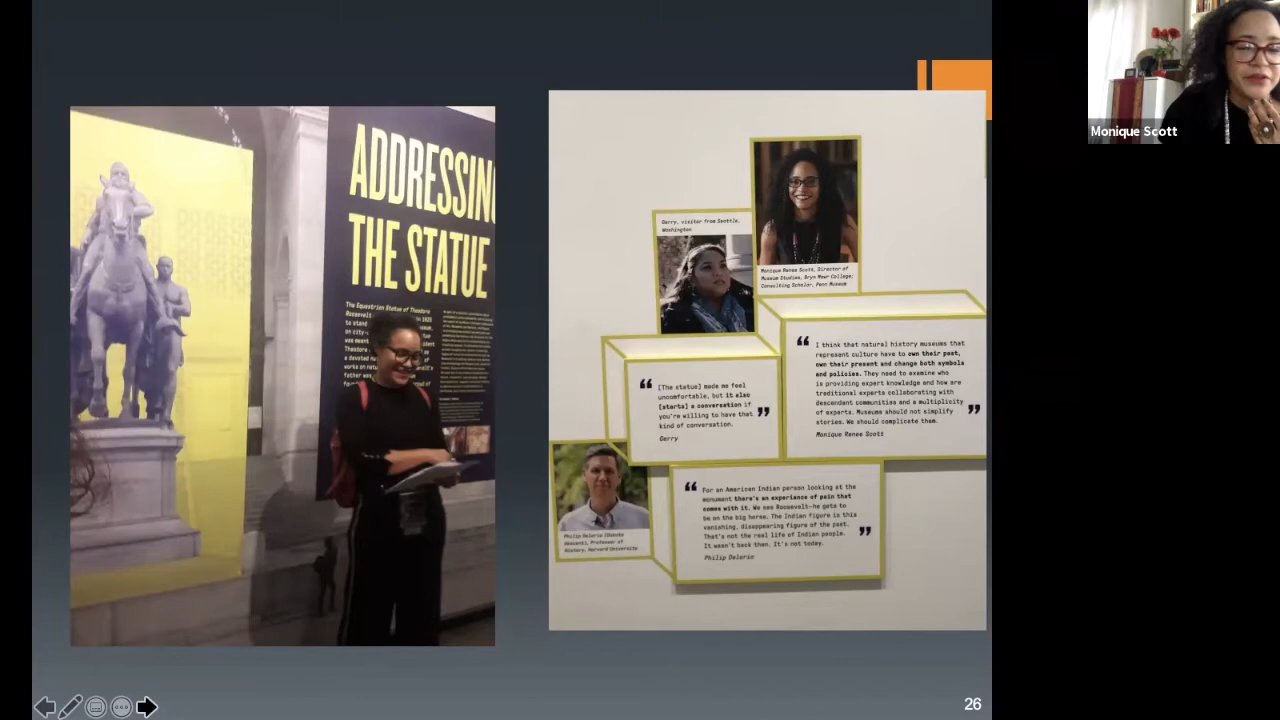 ADDRESSING
THE STATUE
The Equestrian Statue of Theodore
Gerry, visitor from Seattle,
Washington
Monique Renee Scott, Director of
Museum Studies, Bryn Mawr College;
Consulting Scholar, Penn Museum
“ [The statue] made me feel
uncomfortable, but it also
[starts] a conversation if
you're willing to have that
kind of conversation. ”
Gerry
“ I think that natural history museums that
represent culture have to own their past,
own their present and change both symbols
and policies. They need to examine who
is providing expert knowledge and how are
traditional experts collaborating with
descendant communities and a multiplicity
of experts. Museums should not simplify
stories. We should complicate them. ”
Monique Renee Scott
Philip Deloria (Dakota
descent), Professor of
History, Harvard University
“ For an American Indian person looking at the
monument there's an experience of pain that
comes with it. We see Roosevelt—he gets to
be on the big horse. The Indian figure is this
vanishing, disappearing figure of the past.
That's not the real life of Indian people.
It wasn't back then. It's not today. ”
Philip Deloria
26
Monique Scott